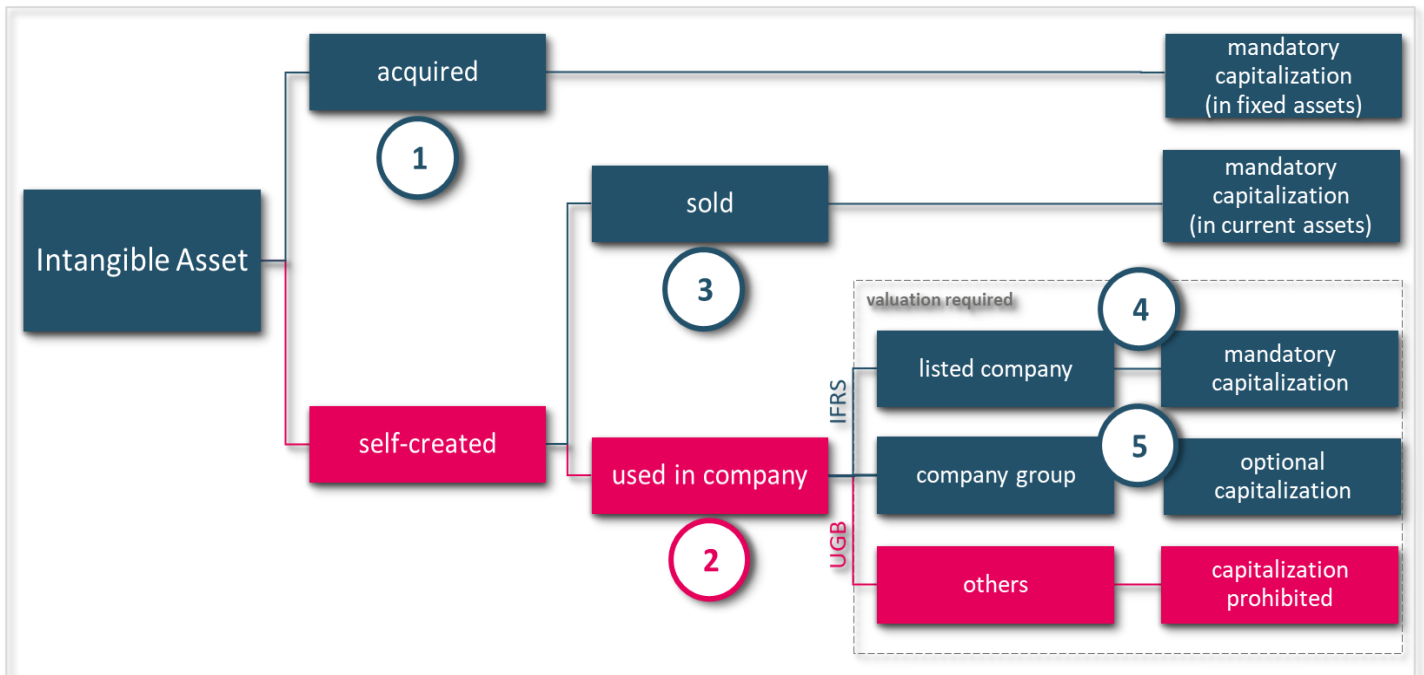 acquired
mandatory
capitalization
(in fixed assets)
1
Intangible Asset
sold
mandatory
capitalization
(in current assets)
3
valuation required
4
IFRS
listed company
mandatory
capitalization
self-created
used in company
company group
5
optional
capitalization
2
UGB
others
capitalization
prohibited